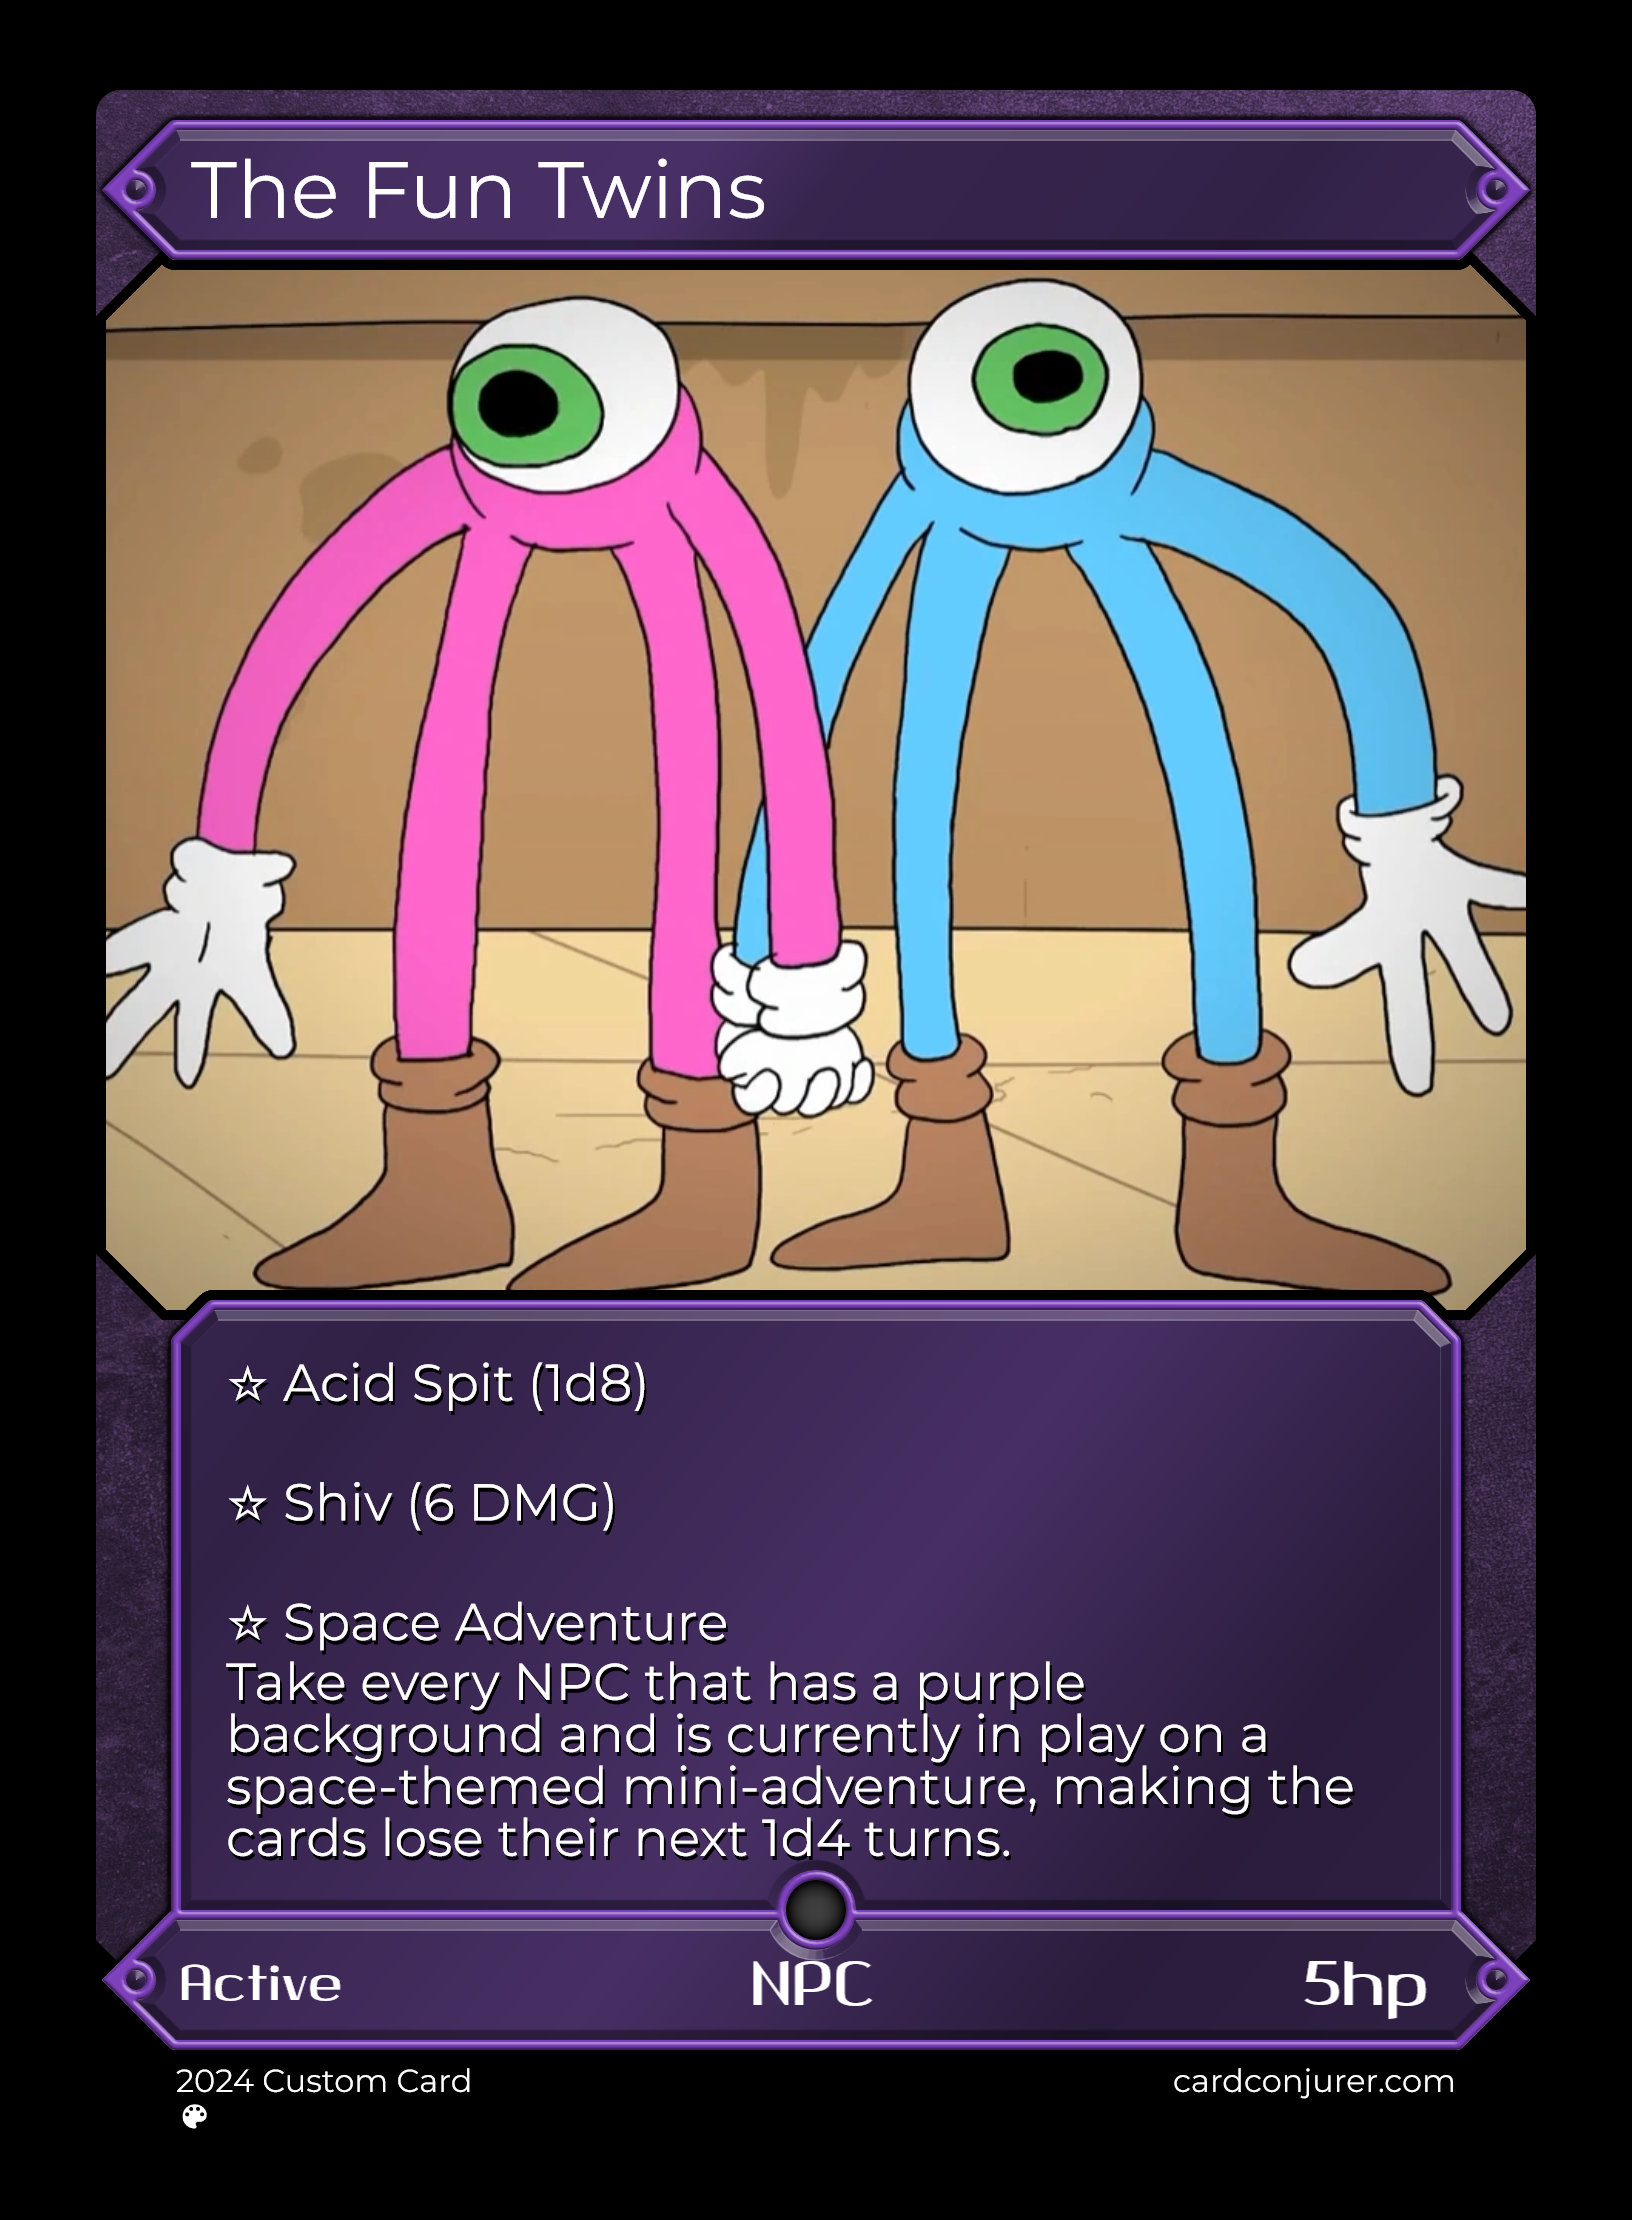 The Fun Twins
☆ Acid Spit (1d8)
☆ Shiv (6 DMG)
☆ Space Adventure
Take every NPC that has a purple
background and is currently in play on a
space-themed mini-adventure, making the
cards lose their next 1d4 turns.
Active NPC 5hp
2024 Custom Card cardconjurer.com